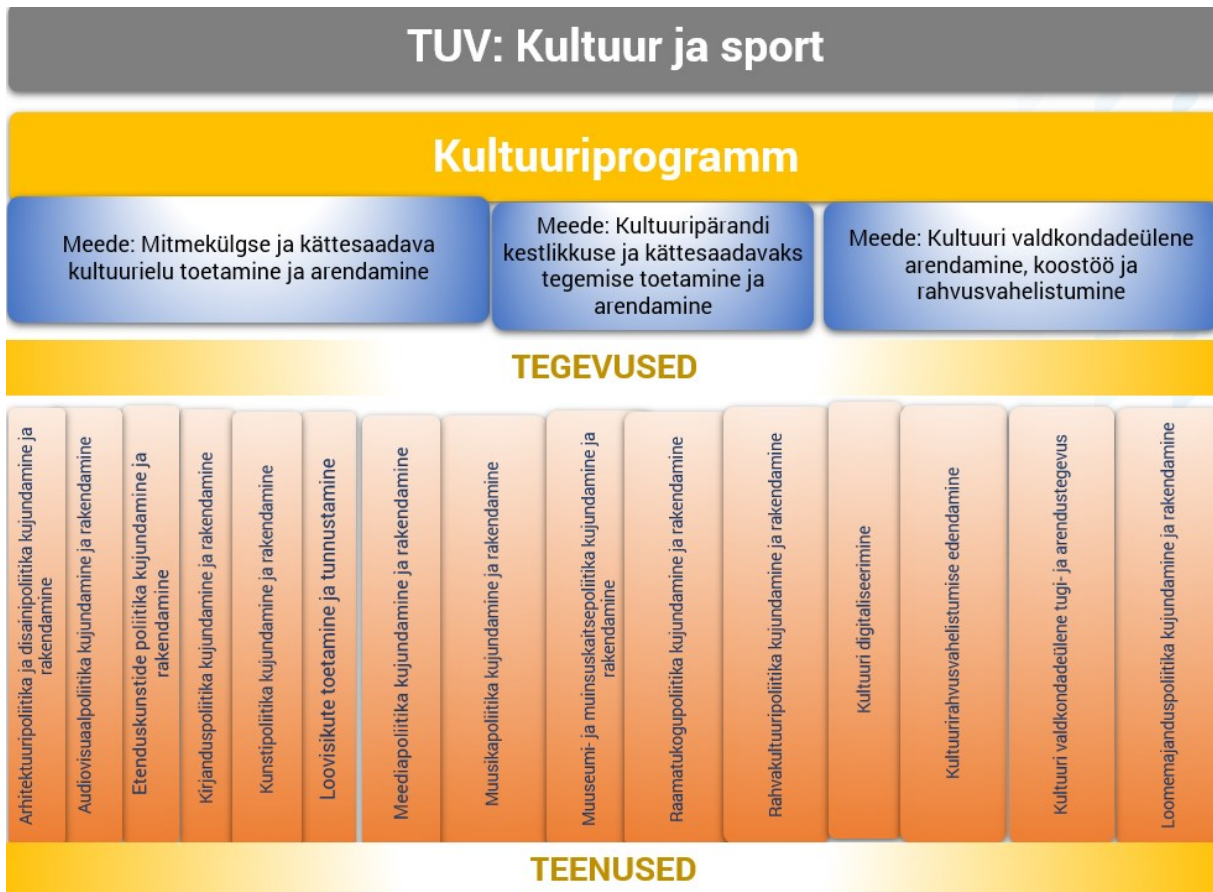 TUV: Kultuur ja sport
Kultuuriprogramm
Meede: Mitmekülgse ja kättesaadava
kultuurielu toetamine ja arendamine
Meede: Kultuuripärandi
kestlikkuse ja kättesaadavaks
tegemise toetamine ja
arendamine
Meede: Kultuuri valdkondadeülene
arendamine, koostöö ja
rahvusvahelistumine
TEGEVUSED
Arhitektuuripoliitika ja disainipoliitika kujundamine ja
rakendamine
Audiovisuaalpoliitika kujundamine ja rakendamine
Etenduskunstide poliitika kujundamine ja
rakendamine
Kirjanduspoliitika kujundamine ja rakendamine
Kunstipoliitika kujundamine ja rakendamine
Loovisikute toetamine ja tunnustamine
Meediapoliitika kujundamine ja rakendamine
Muusikapoliitika kujundamine ja rakendamine
Muuseumi- ja muinsuskaitsepoliitika kujundamine ja
rakendamine
Raamatukogupoliitika kujundamine ja rakendamine
Rahvakultuuripoliitika kujundamine ja rakendamine
Kultuuri digitaliseerimine
Kultuurirahvusvahelistumise edendamine
Kultuuri valdkondadeülene tugi- ja arendustegevus
Loomemajanduspoliitika kujundamine ja rakendamine
TEENUSED